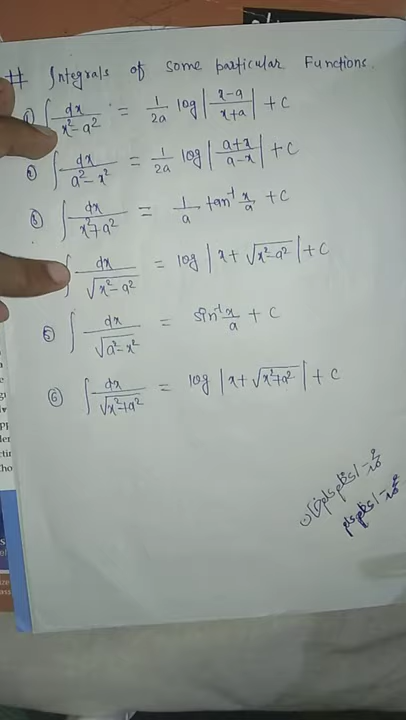 # Integrals of some particular Functions.
1) ∫ dx / x²-a² = 1/2a log |x-a / x+a| + C
2) ∫ dx / a²-x² = 1/2a log |a+x / a-x| + C
3) ∫ dx / x²+a² = 1/a tan⁻¹ x/a + C
∫ dx / √x²-a² = log |x + √x²-a²| + C
5) ∫ dx / √a²-x² = sin⁻¹ x/a + C
6) ∫ dx / √x²+a² = log |x + √x²+a²| + C